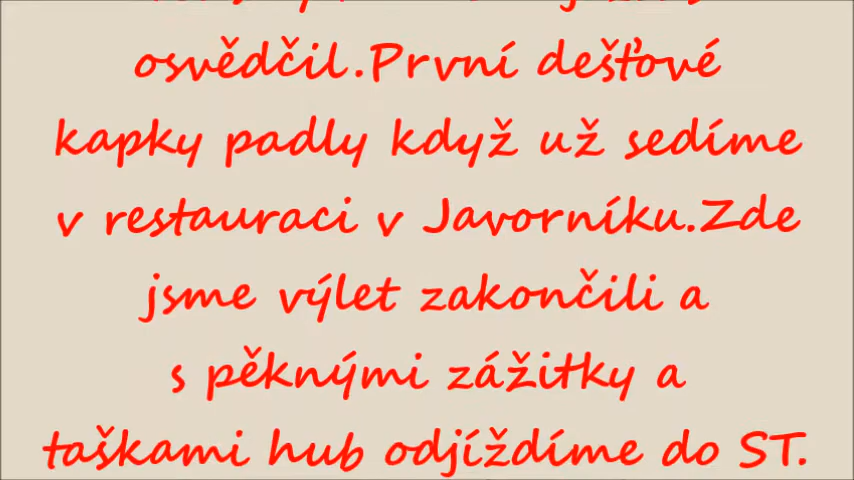 osvědčil.První dešťové
kapky padly když už sedíme
v restauraci v Javorníku.Zde
jsme výlet zakončili a
s pěknými zážitky a
taškami hub odjíždíme do ST.